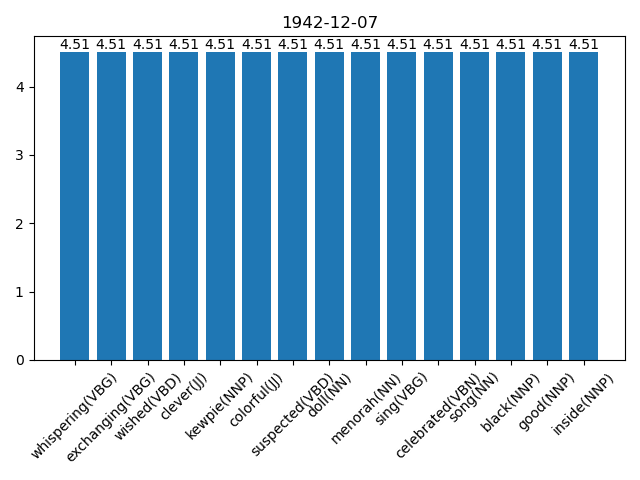 1942-12-07
4.51 4.51 4.51 4.51 4.51 4.51 4.51 4.51 4.51 4.51 4.51 4.51 4.51 4.51 4.51
4
3
2
1
0
whispering(VBG)
exchanging(VBG)
wished(VBD)
clever(JJ)
kewpie(NNP)
colorful(JJ)
suspected(VBD)
doll(NN)
menorah(NN)
sing(VBG)
celebrated(VBN)
song(NN)
black(NNP)
good(NNP)
inside(NNP)